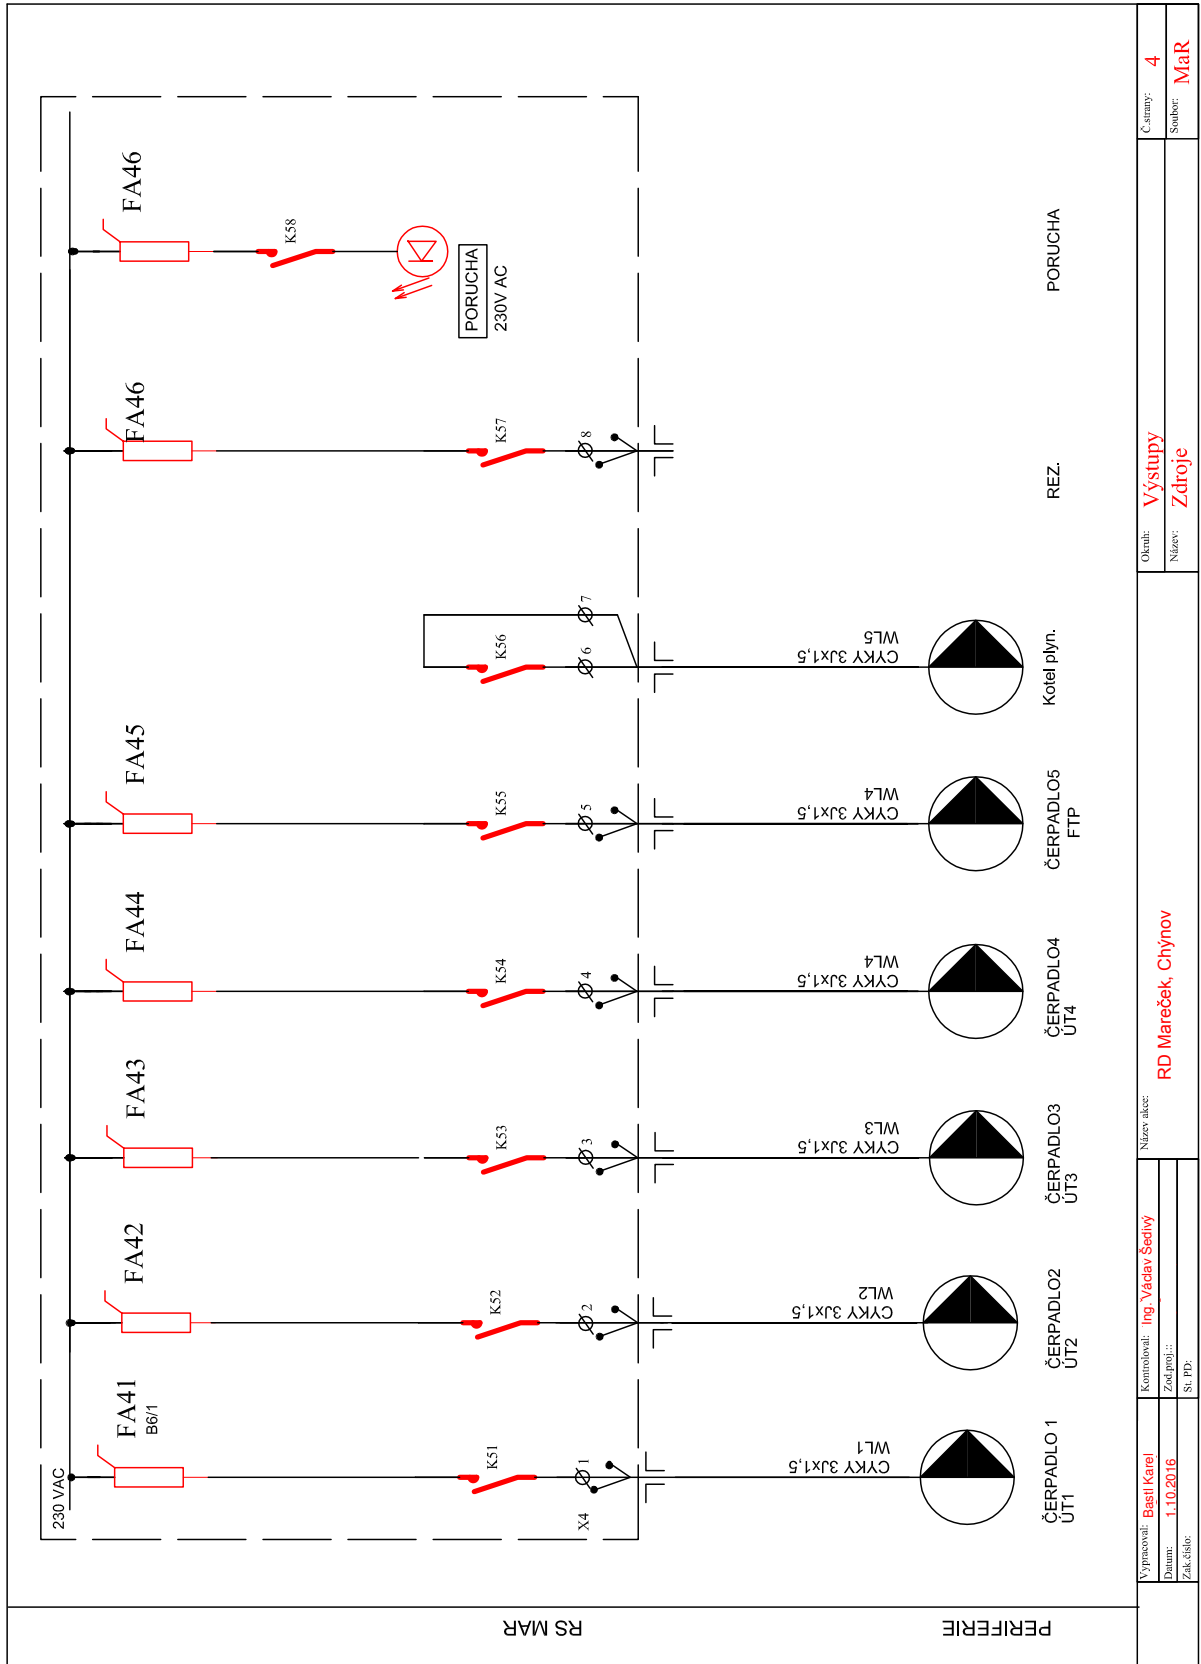 230 VAC
FA41
B6/1
FA42
FA43
FA44
FA45
FA46
FA46
K51
K52
K53
K54
K55
K56
K57
K58
PORUCHA
230V AC
X4
1
2
3
4
5
6
7
8
RS MAR
WL1
CYKY 3Jx1,5
WL2
CYKY 3Jx1,5
WL3
CYKY 3Jx1,5
WL4
CYKY 3Jx1,5
WL4
CYKY 3Jx1,5
WL5
CYKY 3Jx1,5
PERIFERIE
ČERPADLO 1
ÚT1
ČERPADLO2
ÚT2
ČERPADLO3
ÚT3
ČERPADLO4
ÚT4
ČERPADLO5
FTP
Kotel plyn.
REZ.
PORUCHA
Vypracoval: Bastl Karel
Datum: 1.10.2016
Zak.číslo:
Kontroloval: Ing. Václav Šedivý
Zod.proj.::
St. PD:
Název akce:
RD Mareček, Chýnov
Okruh: Výstupy
Název: Zdroje
Č.strany: 4
Soubor: MaR